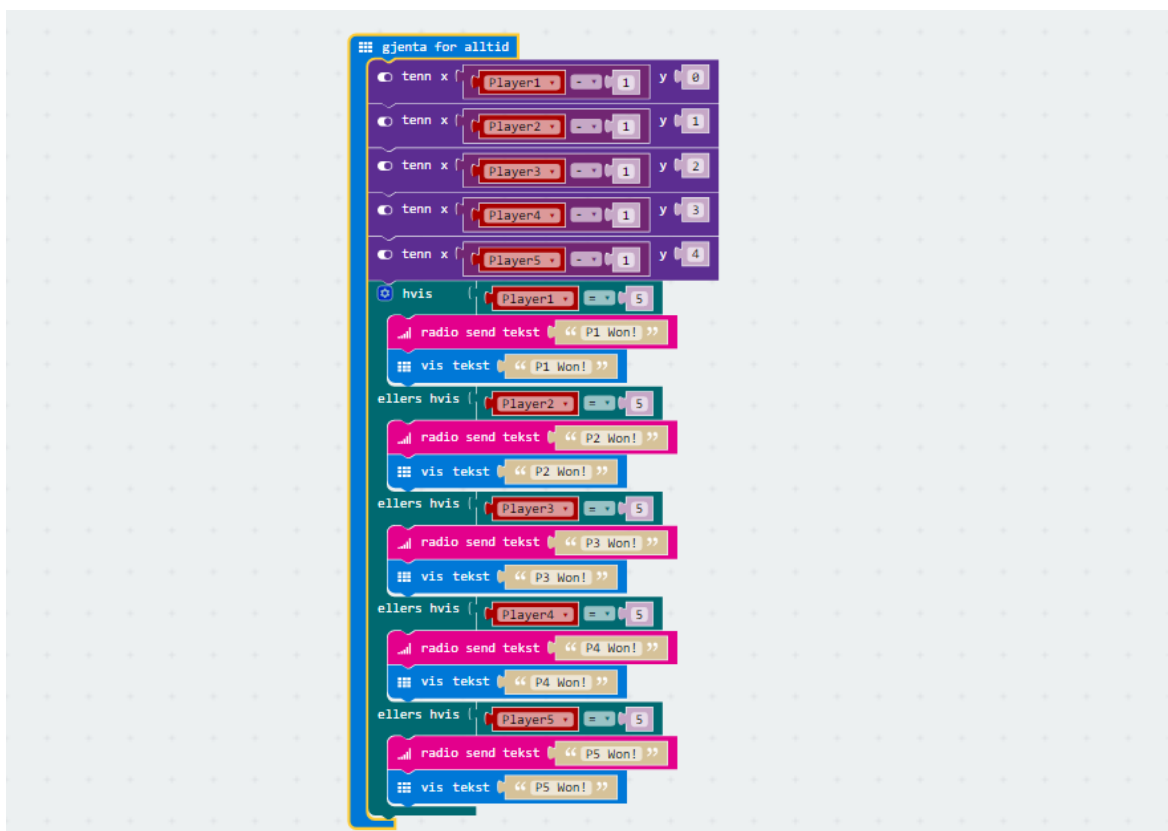 gjenta for alltid
tenn x Player1 - 1 y 0
tenn x Player2 - 1 y 1
tenn x Player3 - 1 y 2
tenn x Player4 - 1 y 3
tenn x Player5 - 1 y 4
hvis Player1 = 5
radio send tekst “ P1 Won! ”
vis tekst “ P1 Won! ”
ellers hvis Player2 = 5
radio send tekst “ P2 Won! ”
vis tekst “ P2 Won! ”
ellers hvis Player3 = 5
radio send tekst “ P3 Won! ”
vis tekst “ P3 Won! ”
ellers hvis Player4 = 5
radio send tekst “ P4 Won! ”
vis tekst “ P4 Won! ”
ellers hvis Player5 = 5
radio send tekst “ P5 Won! ”
vis tekst “ P5 Won! ”